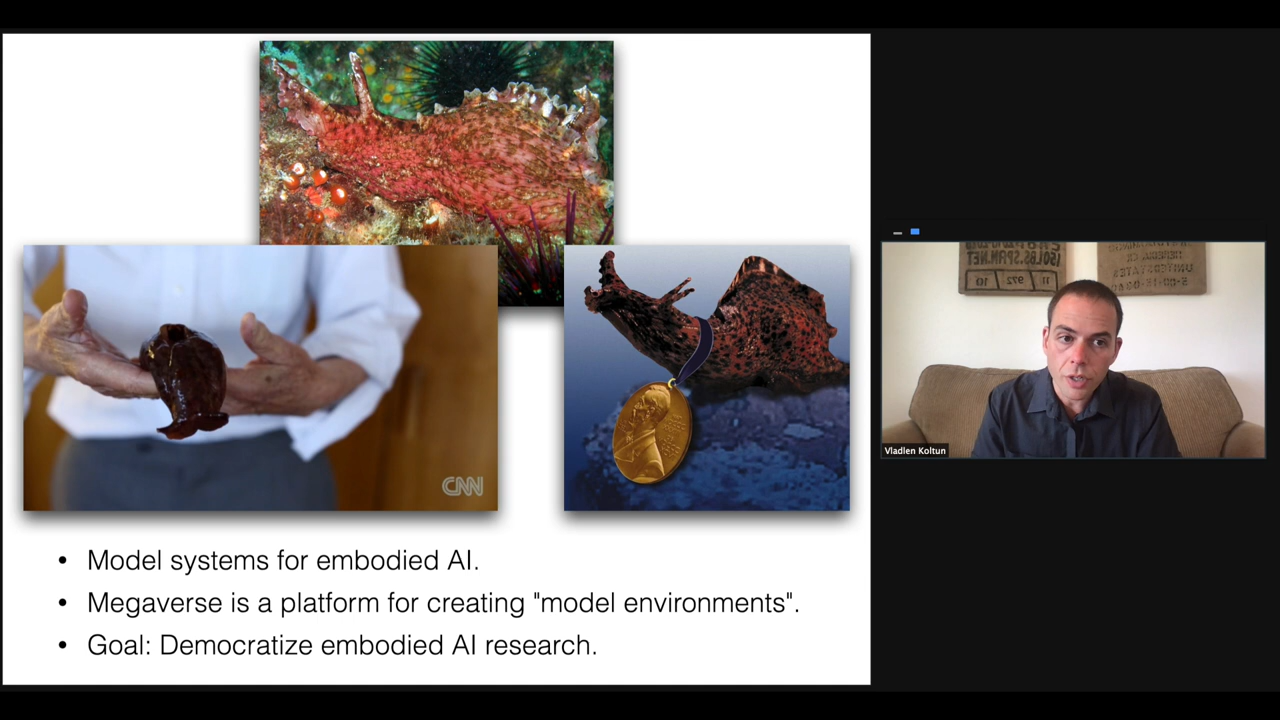 CNN
• Model systems for embodied AI.
• Megaverse is a platform for creating "model environments".
• Goal: Democratize embodied AI research.
Vladlen Koltun